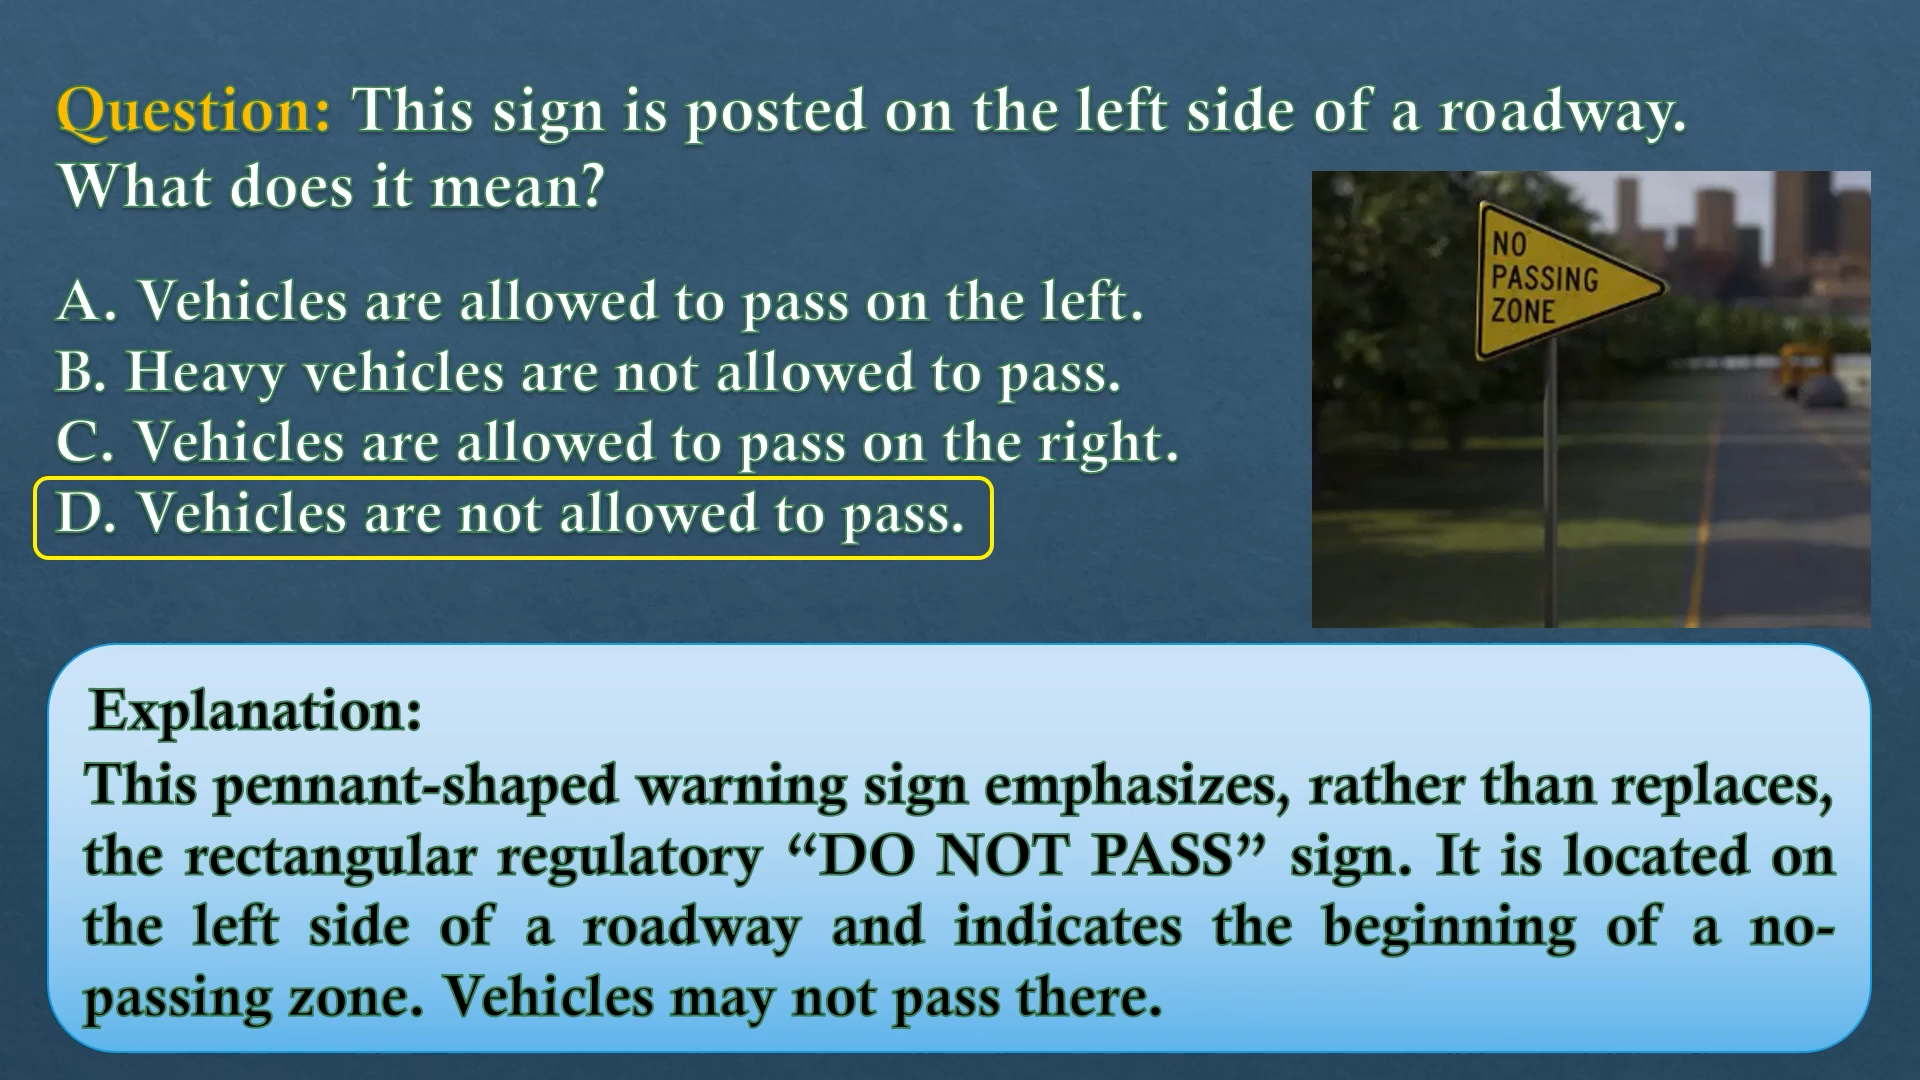 Question: This sign is posted on the left side of a roadway.
What does it mean?
A. Vehicles are allowed to pass on the left.
B. Heavy vehicles are not allowed to pass.
C. Vehicles are allowed to pass on the right.
D. Vehicles are not allowed to pass.
NO
PASSING
ZONE
Explanation:
This pennant-shaped warning sign emphasizes, rather than replaces,
the rectangular regulatory “DO NOT PASS” sign. It is located on
the left side of a roadway and indicates the beginning of a no-
passing zone. Vehicles may not pass there.